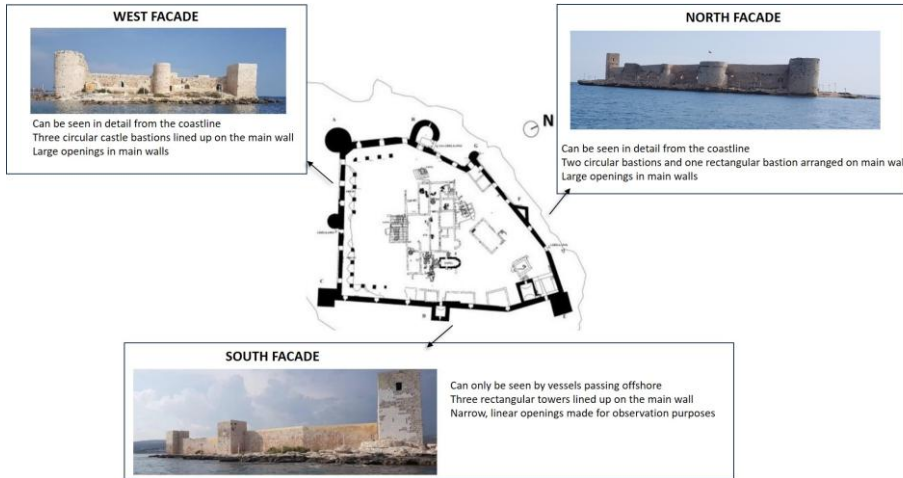 WEST FACADE
Can be seen in detail from the coastline
Three circular castle bastions lined up on the main wall
Large openings in main walls
NORTH FACADE
Can be seen in detail from the coastline
Two circular bastions and one rectangular bastion arranged on main wal
Large openings in main walls
A
B
G
N
F
C
D
E
SOUTH FACADE
Can only be seen by vessels passing offshore
Three rectangular towers lined up on the main wall
Narrow, linear openings made for observation purposes